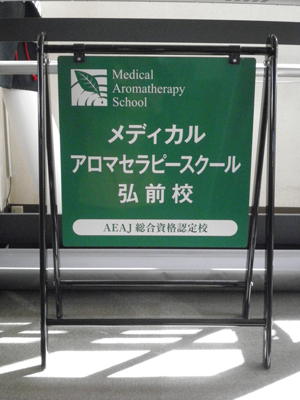 Medical
Aromatherapy
School
メディカル
アロマセラピースクール
弘前校
AEAJ 総合資格認定校